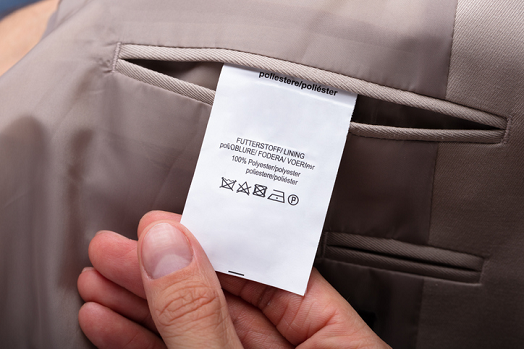 poliestere/poliéster
FUTTERSTOFF/ LINING
DOUBLURE/ FODERA/ VOERING
100% Polyester/polyester
poliestere/poliéster
P